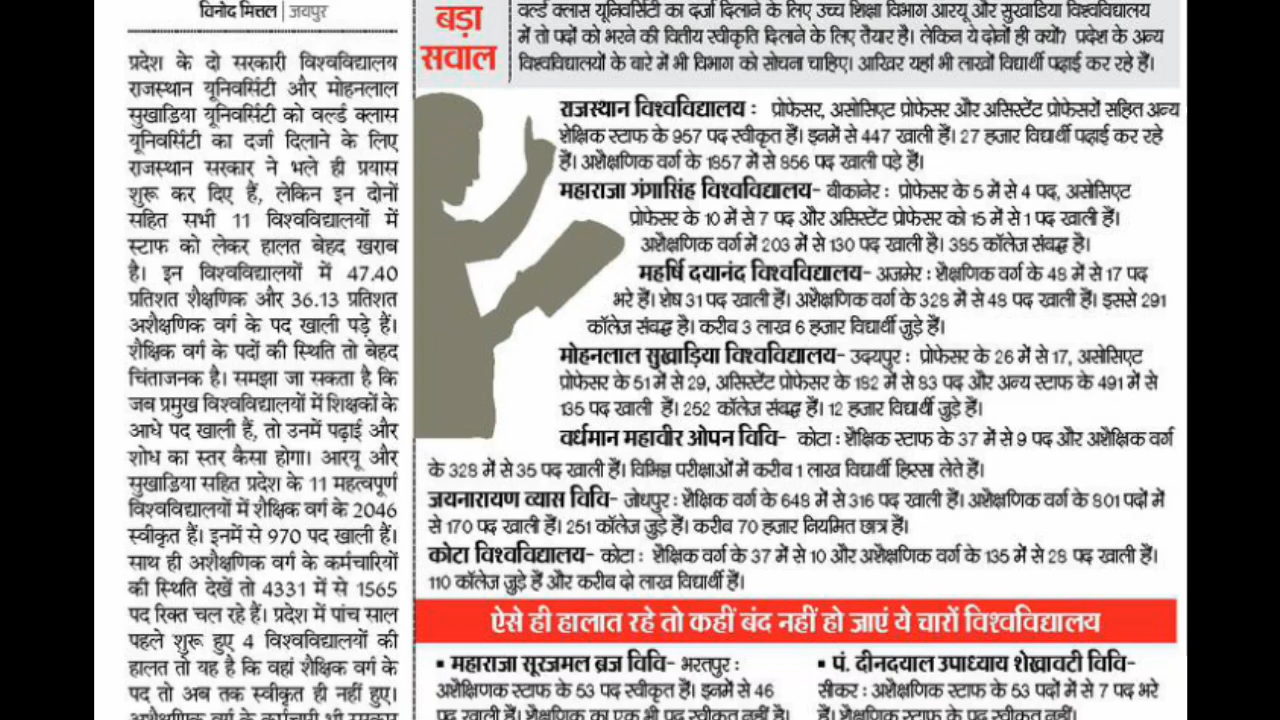 विनोद मित्तल | जयपुर
प्रदेश के दो सरकारी विश्वविद्यालय
राजस्थान यूनिवर्सिटी और मोहनलाल
सुखाड़िया यूनिवर्सिटी को वर्ल्ड क्लास
यूनिवर्सिटी का दर्जा दिलाने के लिए
राजस्थान सरकार ने भले ही प्रयास
शुरू कर दिए हैं, लेकिन इन दोनों
सहित सभी 11 विश्वविद्यालयों में
स्टाफ को लेकर हालत बेहद खराब
है। इन विश्वविद्यालयों में 47.40
प्रतिशत शैक्षणिक और 36.13 प्रतिशत
अशैक्षणिक वर्ग के पद खाली पड़े हैं।
शैक्षिक वर्ग के पदों की स्थिति तो बेहद
चिंताजनक है। समझा जा सकता है कि
जब प्रमुख विश्वविद्यालयों में शिक्षकों के
आधे पद खाली हैं, तो उनमें पढ़ाई और
शोध का स्तर कैसा होगा। आरयू और
सुखाड़िया सहित प्रदेश के 11 महत्वपूर्ण
विश्वविद्यालयों में शैक्षिक वर्ग के 2046
स्वीकृत हैं। इनमें से 970 पद खाली हैं।
साथ ही अशैक्षणिक वर्ग के कर्मचारियों
की स्थिति देखें तो 4331 में से 1565
पद रिक्त चल रहे हैं। प्रदेश में पांच साल
पहले शुरू हुए 4 विश्वविद्यालयों की
हालत तो यह है कि वहां शैक्षिक वर्ग के
पद तो अब तक स्वीकृत ही नहीं हुए।
अशैक्षणिक वर्ग के कर्मचारी भी
बड़ा
सवाल
वर्ल्ड क्लास यूनिवर्सिटी का दर्जा दिलाने के लिए उच्च शिक्षा विभाग आरयू और सुखाडिया विश्वविद्यालय
में तो पदों को भरने की वितीय स्वीकृति दिलाने के लिए तैयार है। लेकिन ये दोनों ही क्यों? प्रदेश के अन्य
विश्वविद्यालयों के बारे में भी विभाग को सोचना चाहिए। आखिर यहां भी लाखों विद्यार्थी पढ़ाई कर रहे हैं।
राजस्थान विश्वविद्यालय : प्रोफेसर, असोसिएट प्रोफेसर और असिस्टेंट प्रोफेसरों सहित अन्य
शेक्षिक स्टाफ के 957 पद स्वीकृत हैं। इनमें से 447 खाली हैं। 27 हजार विद्यार्थी पढ़ाई कर रहे
हैं। अशैक्षणिक वर्ग के 1857 में से 856 पद खाली पड़े हैं।
महाराजा गंगासिंह विश्वविद्यालय- बीकानेर : प्रोफेसर के 5 में से 4 पद, असोसिएट
प्रोफेसर के 10 में से 7 पद और असिस्टेंट प्रोफेसर को 15 में से 1 पद खाली हैं।
अशैक्षणिक वर्ग में 203 में से 130 पद खाली है। 385 कॉलेज संबद्ध है।
महर्षि दयानंद विश्वविद्यालय- अजमेर : शैक्षणिक वर्ग के 48 में से 17 पद
भरे हैं। शेष 31 पद खाली हैं। अशैक्षणिक वर्ग के 328 में से 48 पद खाली हैं। इससे 291
कॉलेज संबद्ध है। करीब 3 लाख 6 हजार विद्यार्थी जुड़े हैं।
मोहनलाल सुखाड़िया विश्वविद्यालय- उदयपुर : प्रोफेसर के 26 में से 17, असोसिएट
प्रोफेसर के 51 में से 29, असिस्टेंट प्रोफेसर के 182 में से 83 पद और अन्य स्टाफ के 491 में से
135 पद खाली हैं। 252 कॉलेज संबद्ध हैं। 12 हजार विद्यार्थी जुड़े हैं।
वर्धमान महावीर ओपन विवि- कोटा : शैक्षिक स्टाफ के 37 में से 9 पद और अशैक्षिक वर्ग
के 328 में से 35 पद खाली हैं। विभिन्न परीक्षाओं में करीब 1 लाख विद्यार्थी हिस्सा लेते हैं।
जयनारायण व्यास विवि- जोधपुर : शैक्षिक वर्ग के 648 में से 316 पद खाली हैं। अशैक्षणिक वर्ग के 801 पदों में
से 170 पद खाली हैं। 251 कॉलेज जुड़े हैं। करीब 70 हजार नियमित छात्र हैं।
कोटा विश्वविद्यालय- कोटा : शैक्षिक वर्ग के 37 में से 10 और अशैक्षणिक वर्ग के 135 में से 28 पद खाली हैं।
110 कॉलेज जुड़े हैं और करीब दो लाख विद्यार्थी हैं।
ऐसे ही हालात रहे तो कहीं बंद नहीं हो जाएं ये चारों विश्वविद्यालय
▪ महाराजा सूरजमल ब्रज विवि- भरतपुर :
अशैक्षिणक स्टाफ के 53 पद स्वीकृत हैं। इनमें से 46
पद खाली हैं। शैक्षणिक का एक भी पद स्वीकृत नहीं है।
▪ पं. दीनदयाल उपाध्याय शेखावटी विवि-
सीकर : अशैक्षणिक स्टाफ के 53 पदों में से 7 पद भरे
हैं। शैक्षणिक स्टाफ के पद स्वीकृत नहीं।